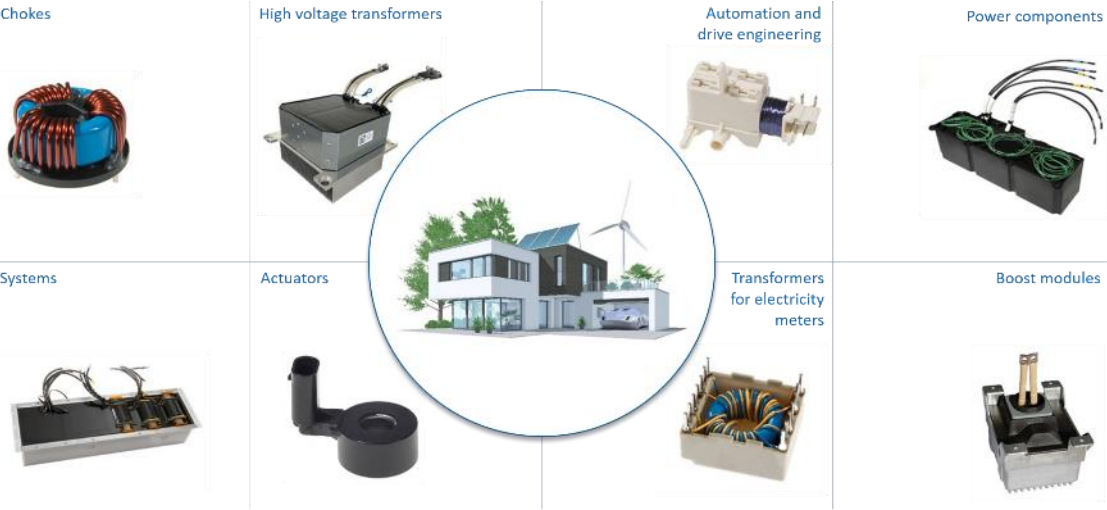 Chokes
High voltage transformers
Automation and
drive engineering
Power components
Systems
Actuators
Transformers
for electricity
meters
Boost modules